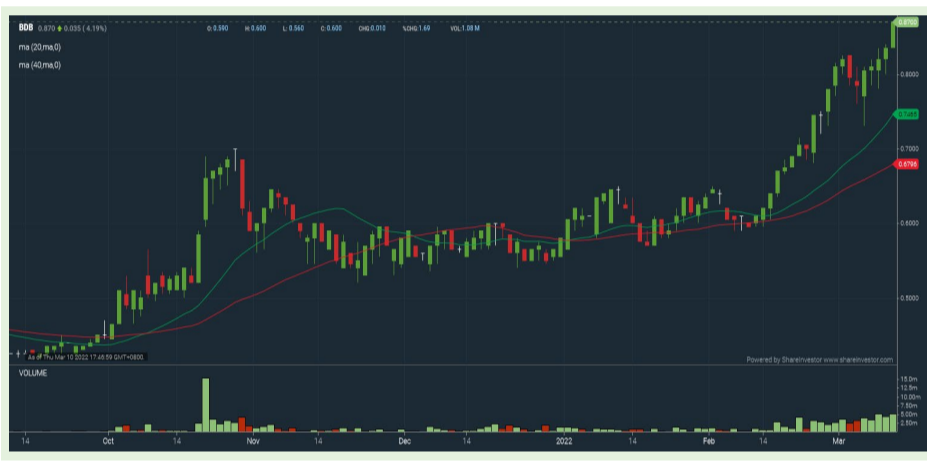 BDB 0.870 0.035 ( 4.19%) O: 0.590 H: 0.600 L: 0.560 C: 0.600 CHG:0.010 %CHG:1.69 VOL:1.08 M
ma (20,ma,0)
ma (40,ma,0)
0.8700
0.8000
0.7000
0.6796
0.6000
0.5000
As of Thu Mar 10 2022 17:46:59 GMT+0800.
Powered by ShareInvestor www.shareinvestor.com
VOLUME
15.0m
12.5m
10.00m
7.50m
5.00m
2.50m
14 Oct 14 Nov 14 Dec 14 2022 14 Feb 14 Mar